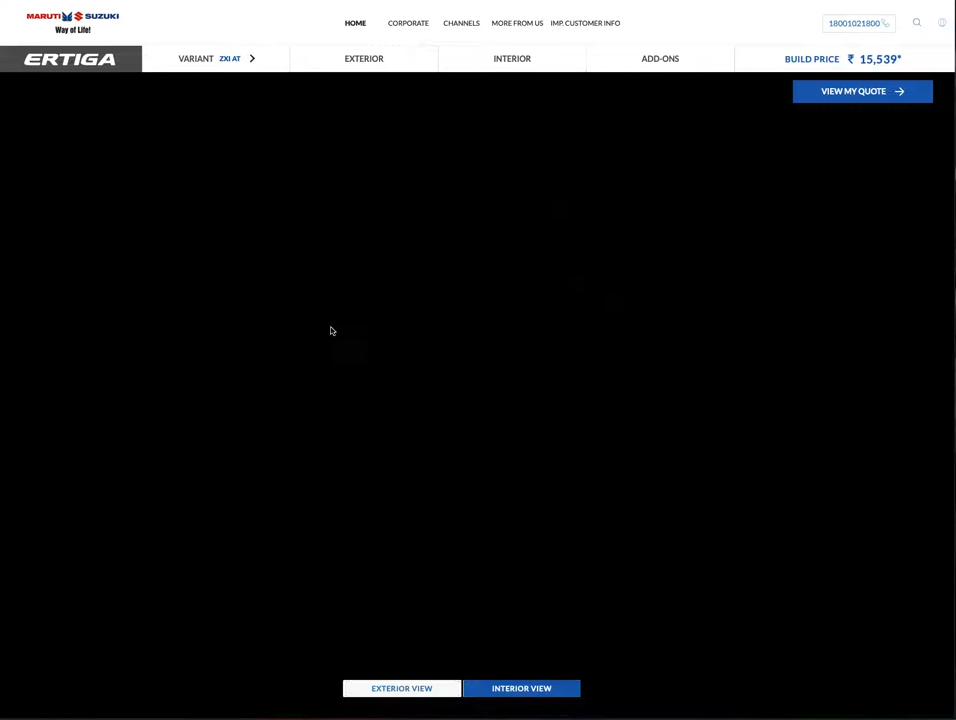 MARUTI SUZUKI
Way of Life!
HOME CORPORATE CHANNELS MORE FROM US IMP. CUSTOMER INFO
18001021800
ERTIGA
VARIANT ZXI AT
EXTERIOR
INTERIOR
ADD-ONS
BUILD PRICE ₹ 15,539*
VIEW MY QUOTE
EXTERIOR VIEW
INTERIOR VIEW